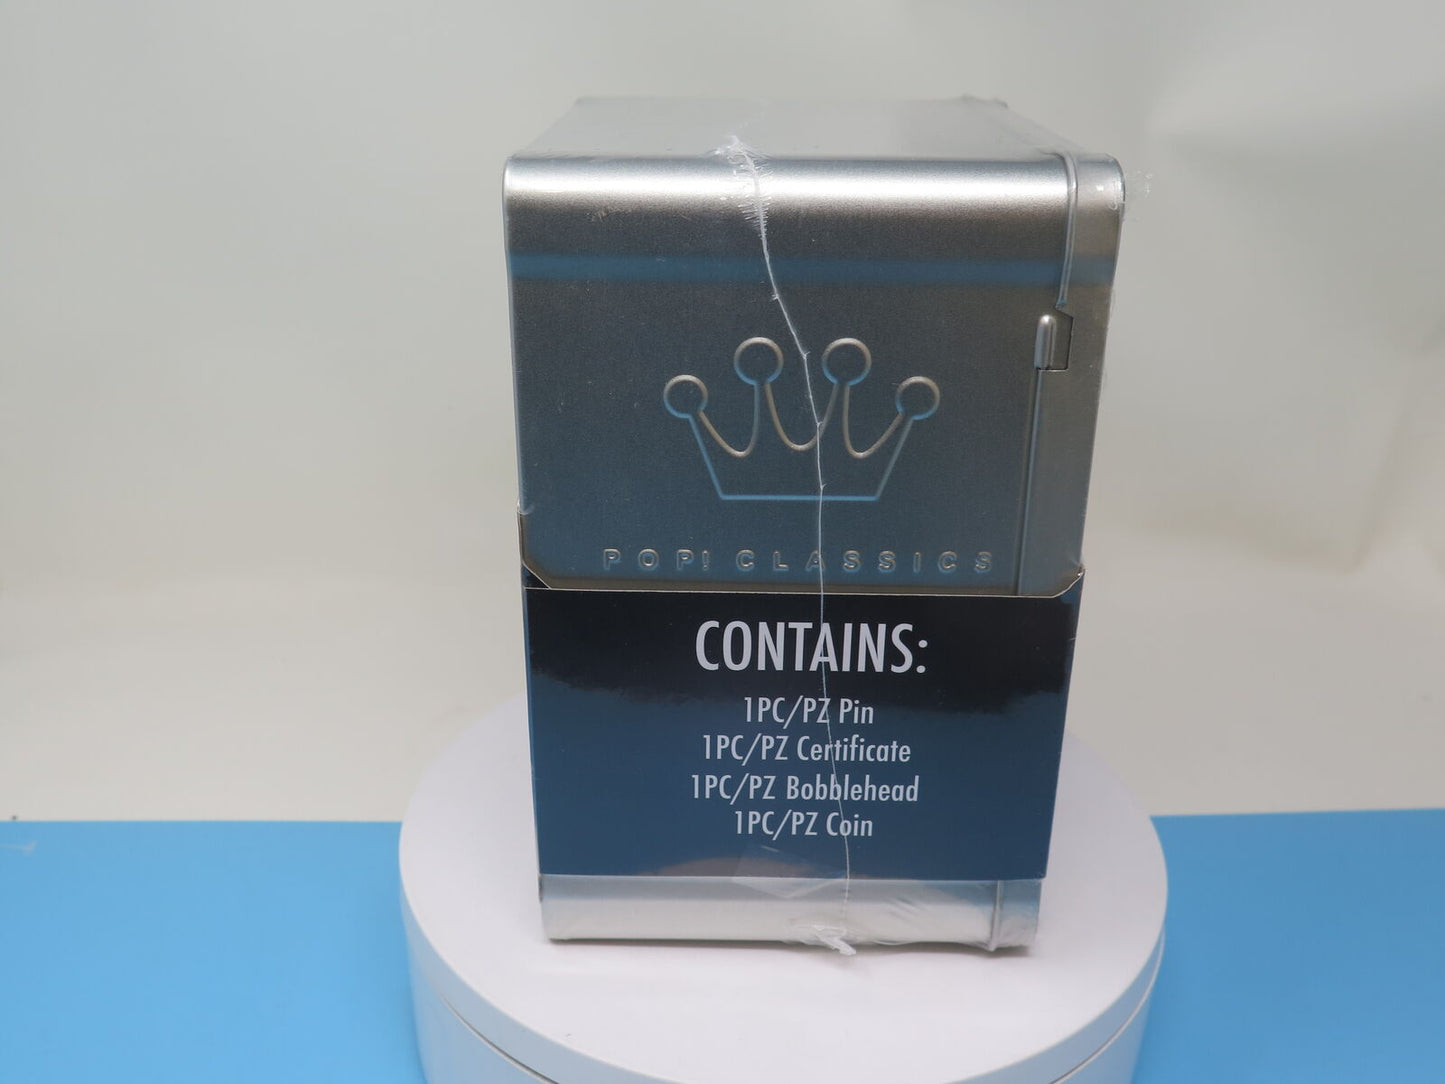 POP! CLASSICS
CONTAINS:
1PC/PZ Pin
1PC/PZ Certificate
1PC/PZ Bobblehead
1PC/PZ Coin